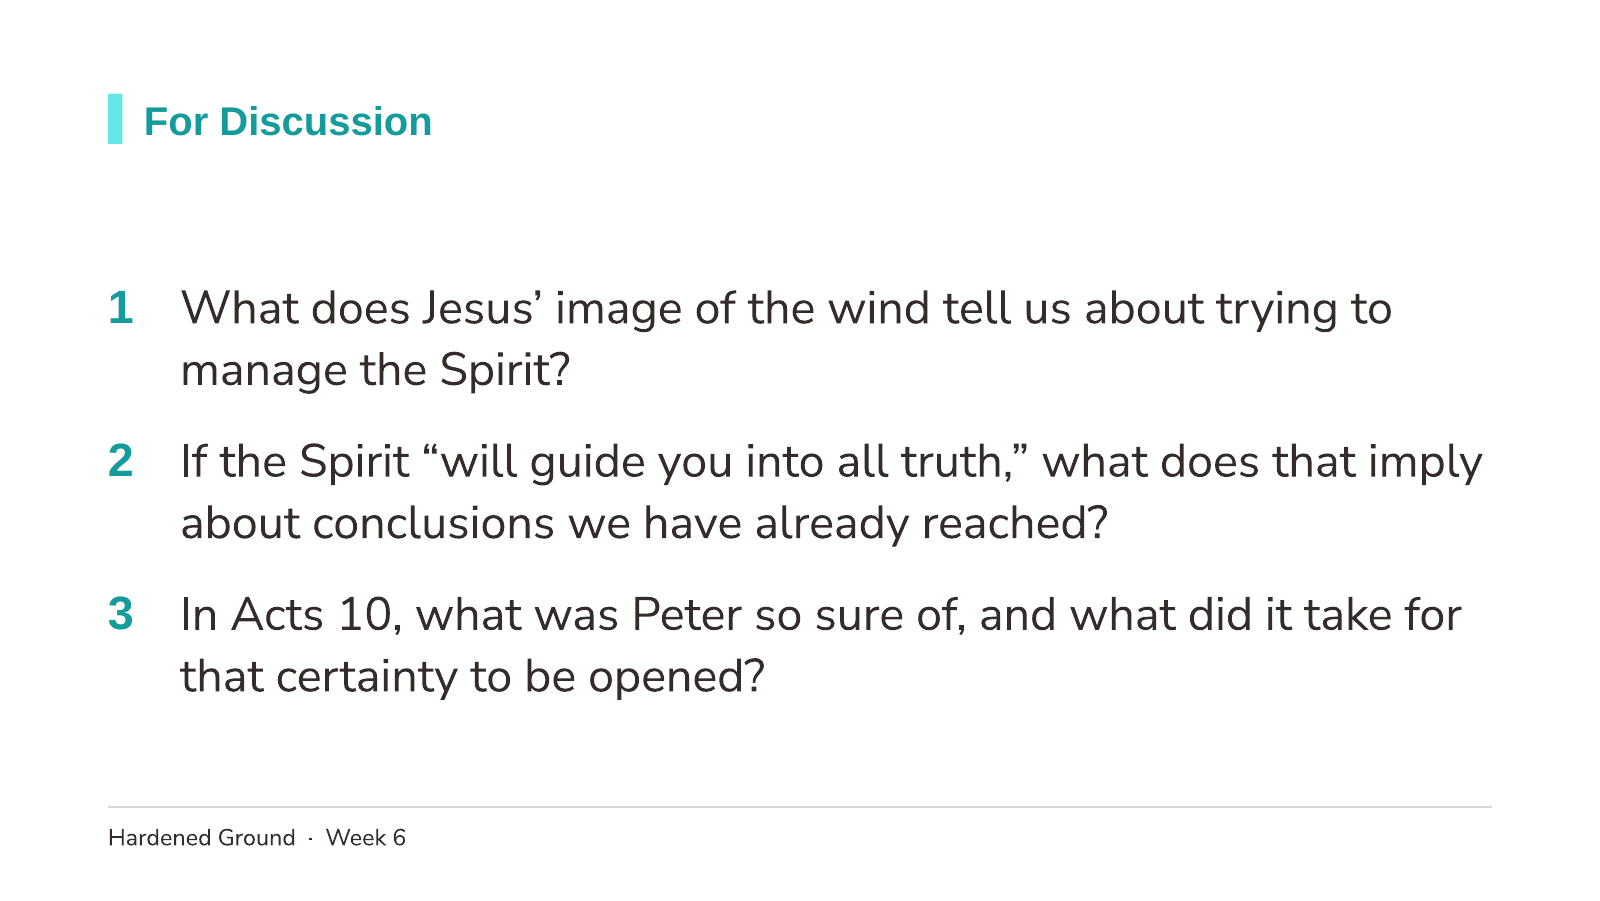 For Discussion
1 What does Jesus’ image of the wind tell us about trying to
manage the Spirit?
2 If the Spirit “will guide you into all truth,” what does that imply
about conclusions we have already reached?
3 In Acts 10, what was Peter so sure of, and what did it take for
that certainty to be opened?
Hardened Ground · Week 6